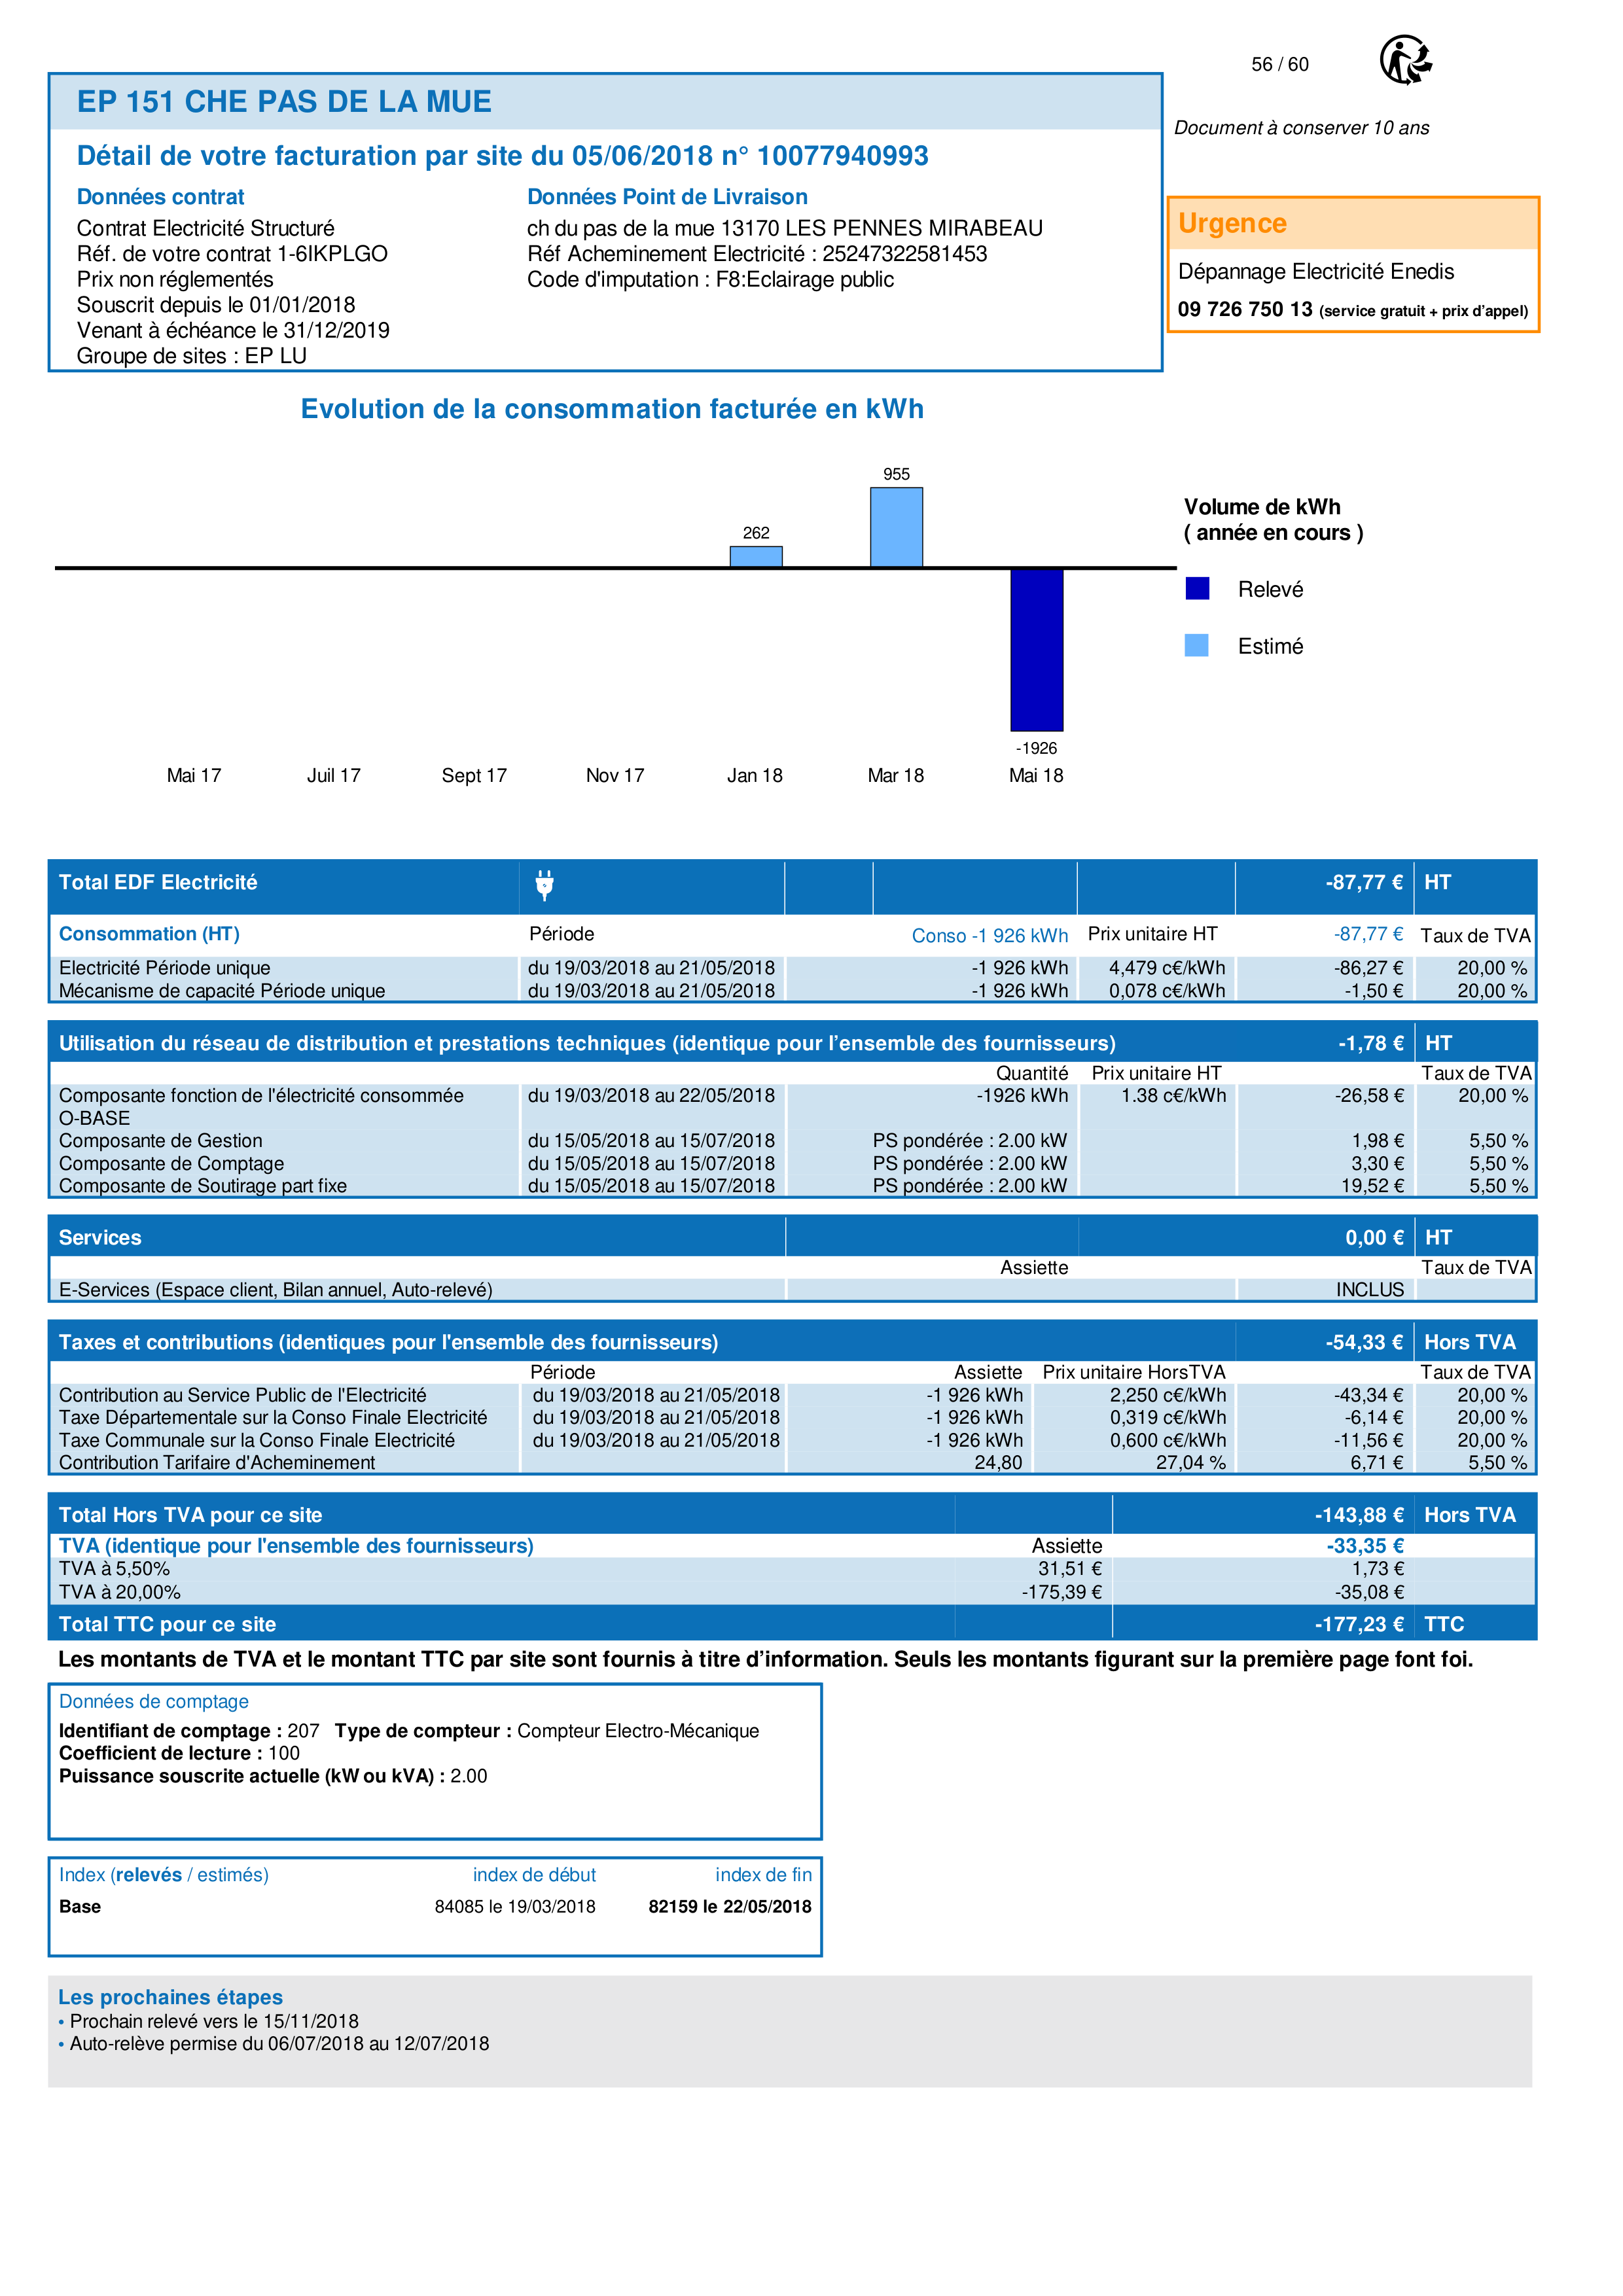 56 / 60
EP 151 CHE PAS DE LA MUE
Document à conserver 10 ans
Détail de votre facturation par site du 05/06/2018 n° 10077940993
Données contrat
Contrat Electricité Structuré
Réf. de votre contrat 1-6IKPLGO
Prix non réglementés
Souscrit depuis le 01/01/2018
Venant à échéance le 31/12/2019
Groupe de sites : EP LU
Données Point de Livraison
ch du pas de la mue 13170 LES PENNES MIRABEAU
Réf Acheminement Electricité : 25247322581453
Code d'imputation : F8:Eclairage public
Urgence
Dépannage Electricité Enedis
09 726 750 13 (service gratuit + prix d’appel)
Evolution de la consommation facturée en kWh
955
262
-1926
Mai 17 Juil 17 Sept 17 Nov 17 Jan 18 Mar 18 Mai 18
Volume de kWh
( année en cours )
Relevé
Estimé
Total EDF Electricité -87,77 € HT
Consommation (HT) Période Conso -1 926 kWh Prix unitaire HT -87,77 € Taux de TVA
Electricité Période unique du 19/03/2018 au 21/05/2018 -1 926 kWh 4,479 c€/kWh -86,27 € 20,00 %
Mécanisme de capacité Période unique du 19/03/2018 au 21/05/2018 -1 926 kWh 0,078 c€/kWh -1,50 € 20,00 %
Utilisation du réseau de distribution et prestations techniques (identique pour l’ensemble des fournisseurs) -1,78 € HT
Quantité Prix unitaire HT Taux de TVA
Composante fonction de l'électricité consommée du 19/03/2018 au 22/05/2018 -1926 kWh 1.38 c€/kWh -26,58 € 20,00 %
O-BASE
Composante de Gestion du 15/05/2018 au 15/07/2018 PS pondérée : 2.00 kW 1,98 € 5,50 %
Composante de Comptage du 15/05/2018 au 15/07/2018 PS pondérée : 2.00 kW 3,30 € 5,50 %
Composante de Soutirage part fixe du 15/05/2018 au 15/07/2018 PS pondérée : 2.00 kW 19,52 € 5,50 %
Services 0,00 € HT
Assiette Taux de TVA
E-Services (Espace client, Bilan annuel, Auto-relevé) INCLUS
Taxes et contributions (identiques pour l'ensemble des fournisseurs) -54,33 € Hors TVA
Période Assiette Prix unitaire HorsTVA Taux de TVA
Contribution au Service Public de l'Electricité du 19/03/2018 au 21/05/2018 -1 926 kWh 2,250 c€/kWh -43,34 € 20,00 %
Taxe Départementale sur la Conso Finale Electricité du 19/03/2018 au 21/05/2018 -1 926 kWh 0,319 c€/kWh -6,14 € 20,00 %
Taxe Communale sur la Conso Finale Electricité du 19/03/2018 au 21/05/2018 -1 926 kWh 0,600 c€/kWh -11,56 € 20,00 %
Contribution Tarifaire d'Acheminement 24,80 27,04 % 6,71 € 5,50 %
Total Hors TVA pour ce site -143,88 € Hors TVA
TVA (identique pour l'ensemble des fournisseurs) Assiette -33,35 €
TVA à 5,50% 31,51 € 1,73 €
TVA à 20,00% -175,39 € -35,08 €
Total TTC pour ce site -177,23 € TTC
Les montants de TVA et le montant TTC par site sont fournis à titre d’information. Seuls les montants figurant sur la première page font foi.
Données de comptage
Identifiant de comptage : 207 Type de compteur : Compteur Electro-Mécanique
Coefficient de lecture : 100
Puissance souscrite actuelle (kW ou kVA) : 2.00
Index (relevés / estimés) index de début index de fin
Base 84085 le 19/03/2018 82159 le 22/05/2018
Les prochaines étapes
• Prochain relevé vers le 15/11/2018
• Auto-relève permise du 06/07/2018 au 12/07/2018